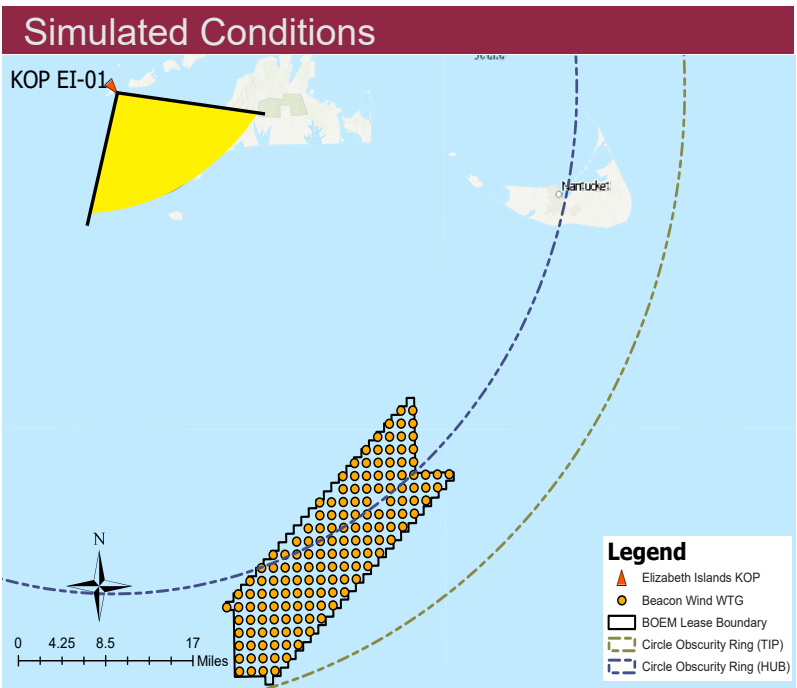 Simulated Conditions
KOP EI-01
Nantucket
N
0 4.25 8.5 17
Miles
Legend
Elizabeth Islands KOP
Beacon Wind WTG
BOEM Lease Boundary
Circle Obscurity Ring (TIP)
Circle Obscurity Ring (HUB)